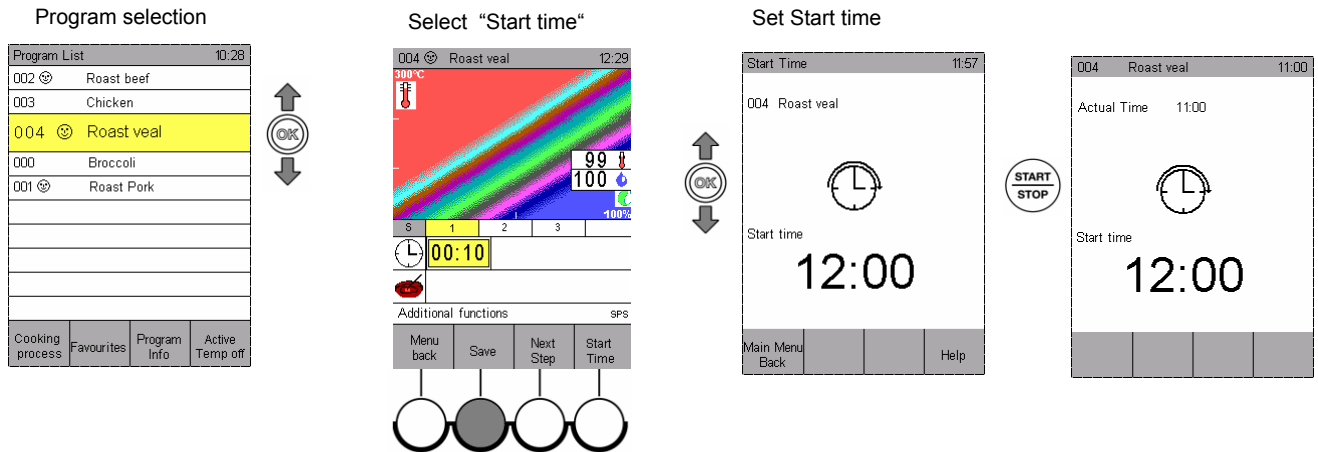 Program selection
Program List 10:28
002 Roast beef
003 Chicken
004 Roast veal
000 Broccoli
001 Roast Pork
Cooking process Favourites Program Info Active Temp off
OK
Select “Start time“
004 Roast veal 12:29
300°C
99
100
100%
S 1 2 3
00:10
Additional functions SPS
Menu back Save Next Step Start Time
Set Start time
OK
Start Time 11:57
004 Roast veal
Start time
12:00
Main Menu Back Help
START
STOP
004 Roast veal 11:00
Actual Time 11:00
Start time
12:00